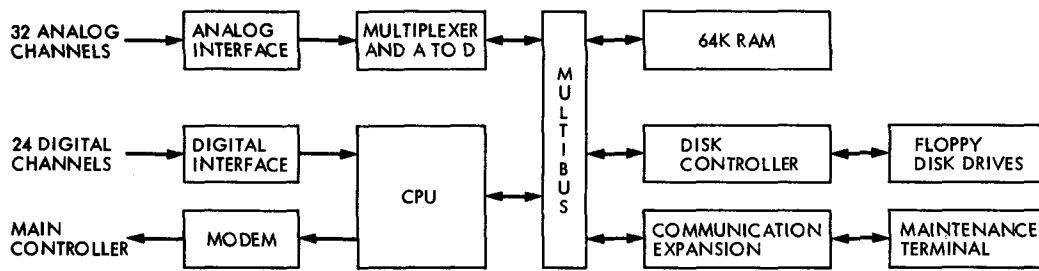 32 ANALOG
CHANNELS
ANALOG
INTERFACE
MULTIPLEXER
AND A TO D
MULTIBUS
64K RAM
24 DIGITAL
CHANNELS
DIGITAL
INTERFACE
CPU
DISK
CONTROLLER
FLOPPY
DISK DRIVES
MAIN
CONTROLLER
MODEM
COMMUNICATION
EXPANSION
MAINTENANCE
TERMINAL